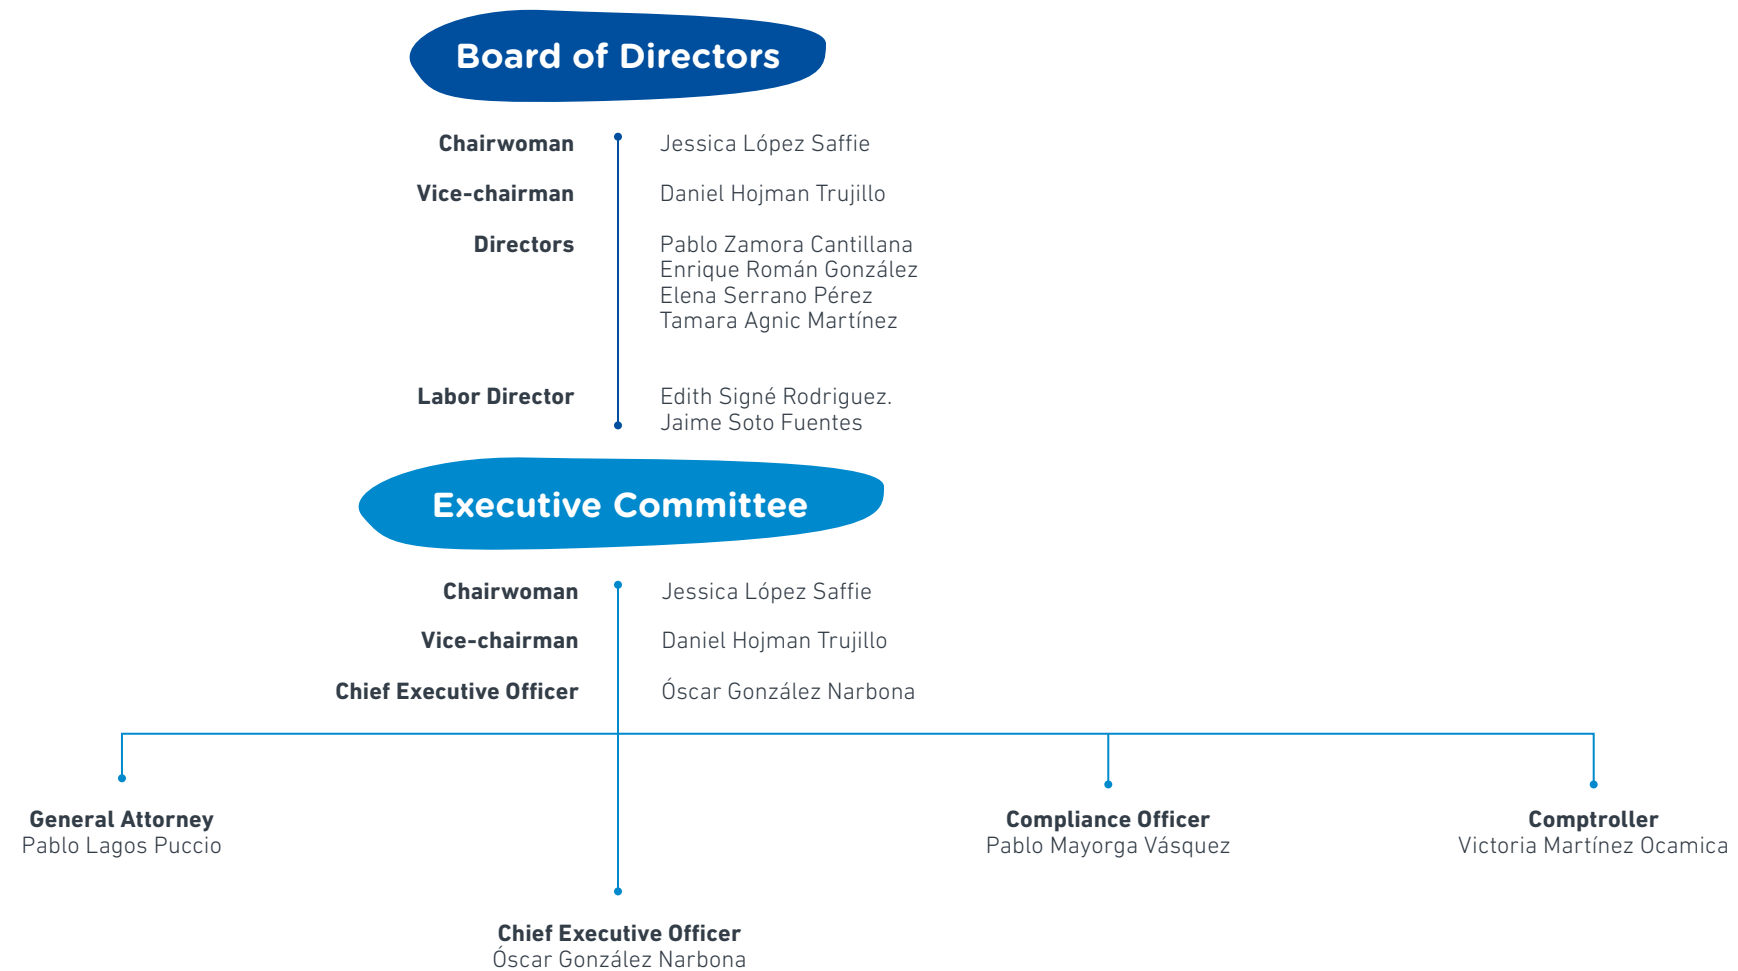 Board of Directors
Chairwoman Jessica López Saffie
Vice-chairman Daniel Hojman Trujillo
Directors Pablo Zamora Cantillana
Enrique Román González
Elena Serrano Pérez
Tamara Agnic Martínez
Labor Director Edith Signé Rodriguez.
Jaime Soto Fuentes
Executive Committee
Chairwoman Jessica López Saffie
Vice-chairman Daniel Hojman Trujillo
Chief Executive Officer Óscar González Narbona
General Attorney
Pablo Lagos Puccio
Compliance Officer
Pablo Mayorga Vásquez
Comptroller
Victoria Martínez Ocamica
Chief Executive Officer
Óscar González Narbona